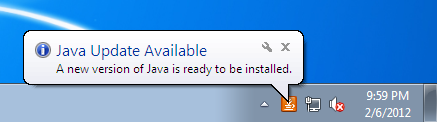 Java Update Available
A new version of Java is ready to be installed.
9:59 PM
2/6/2012